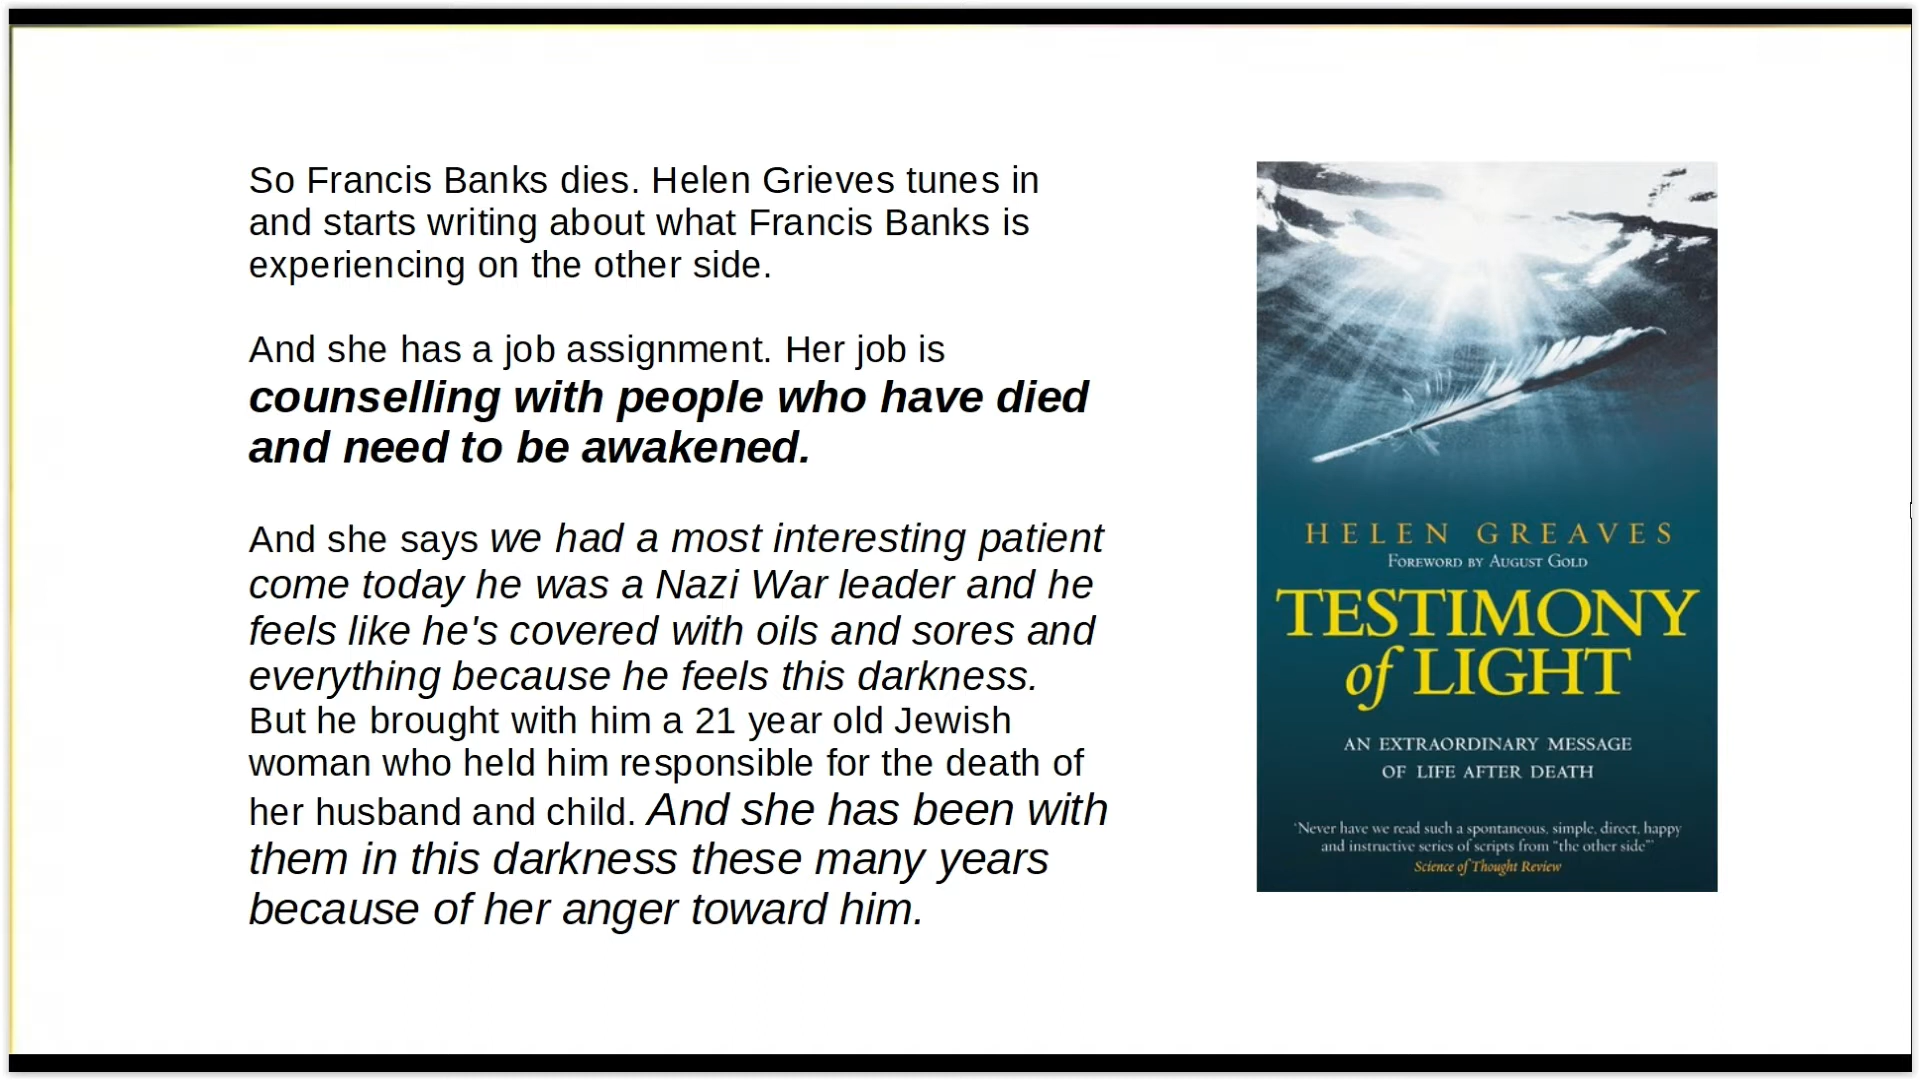 So Francis Banks dies. Helen Grieves tunes in
and starts writing about what Francis Banks is
experiencing on the other side.
And she has a job assignment. Her job is
counselling with people who have died
and need to be awakened.
And she says we had a most interesting patient
come today he was a Nazi War leader and he
feels like he's covered with oils and sores and
everything because he feels this darkness.
But he brought with him a 21 year old Jewish
woman who held him responsible for the death of
her husband and child. And she has been with
them in this darkness these many years
because of her anger toward him.
HELEN GREAVES
FOREWORD BY AUGUST GOLD
TESTIMONY
of LIGHT
AN EXTRAORDINARY MESSAGE
OF LIFE AFTER DEATH
'Never have we read such a spontaneous, simple, direct, happy
and instructive series of scripts from "the other side"'
Science of Thought Review